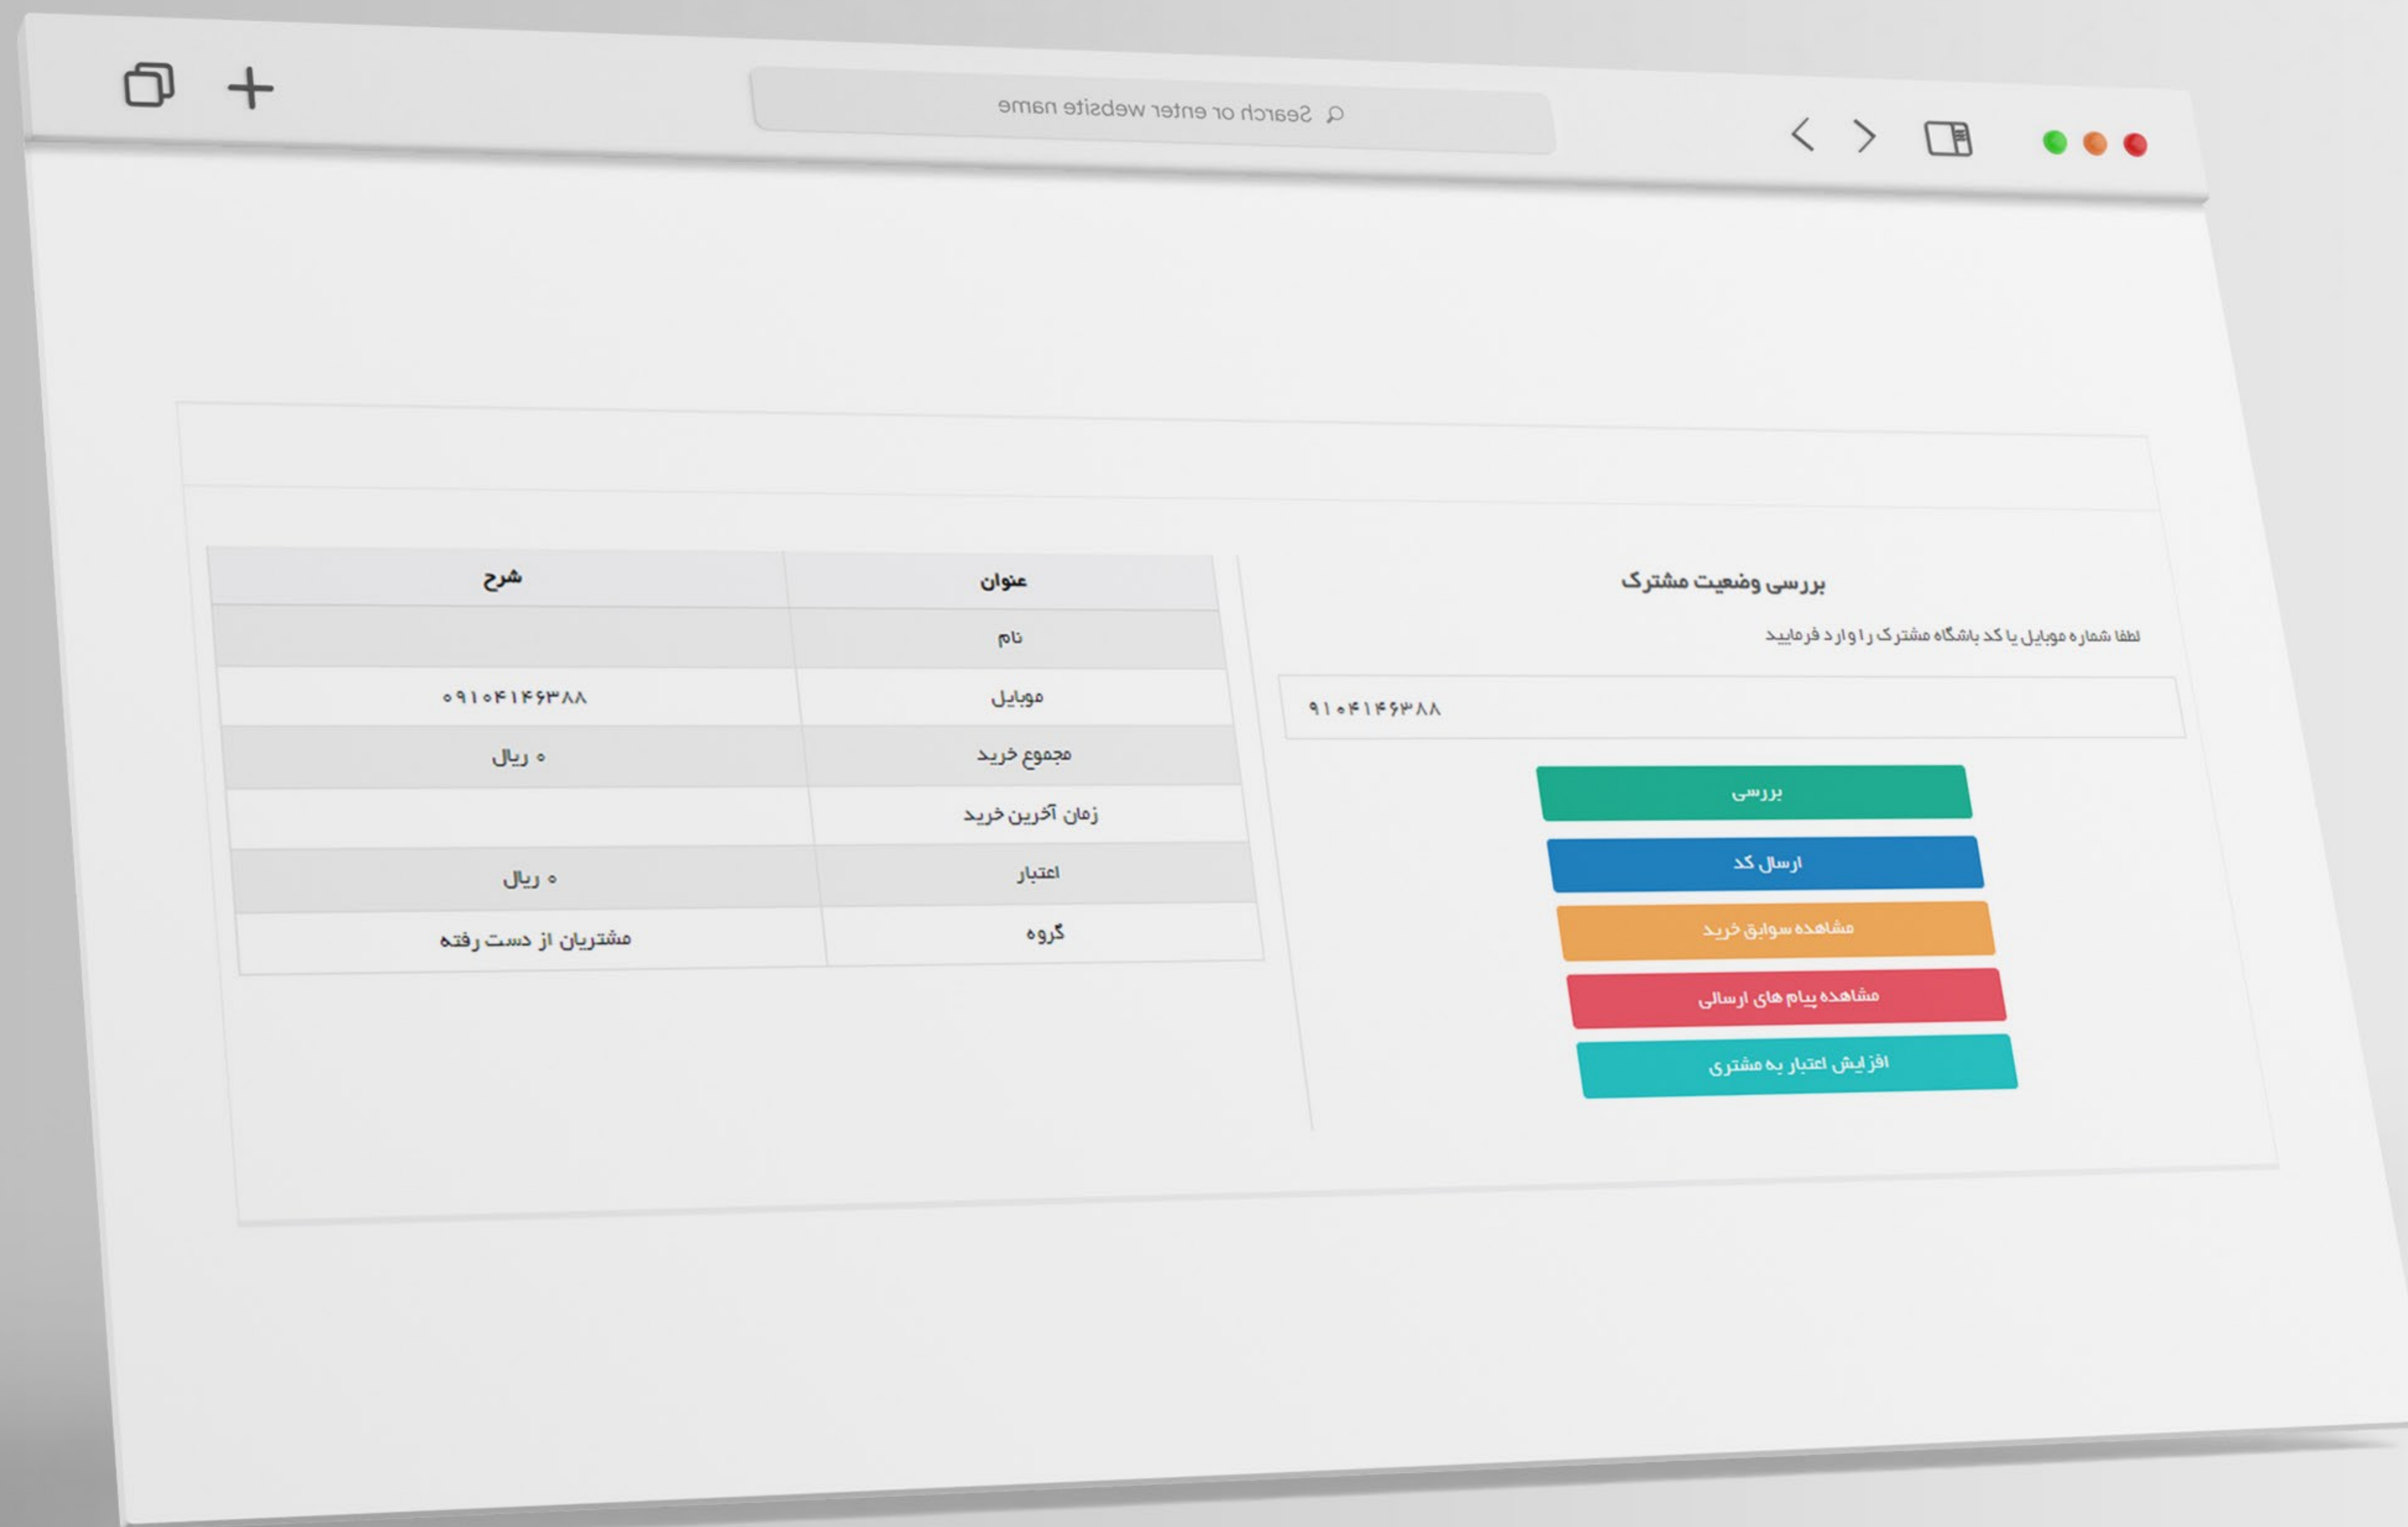 Search or enter website name
بررسی وضعیت مشترک
لطفا شماره موبایل یا کد باشگاه مشترک را وارد فرمایید
۹۱۰۴۱۴۶۳۸۸
بررسی
ارسال کد
مشاهده سوابق خرید
مشاهده پیام های ارسالی
افزایش اعتبار به مشتری
عنوان شرح
نام
موبایل ۰۹۱۰۴۱۴۶۳۸۸
مجموع خرید ۰ ریال
زمان آخرین خرید
اعتبار ۰ ریال
گروه مشتریان از دست رفته